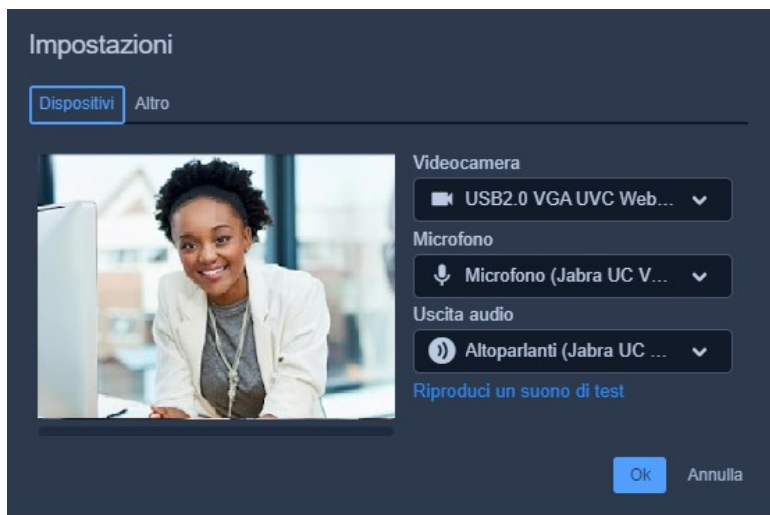 Impostazioni
Dispositivi Altro
Videocamera
USB2.0 VGA UVC Web...
Microfono
Microfono (Jabra UC V...
Uscita audio
Altoparlanti (Jabra UC ...
Riproduci un suono di test
Ok Annulla